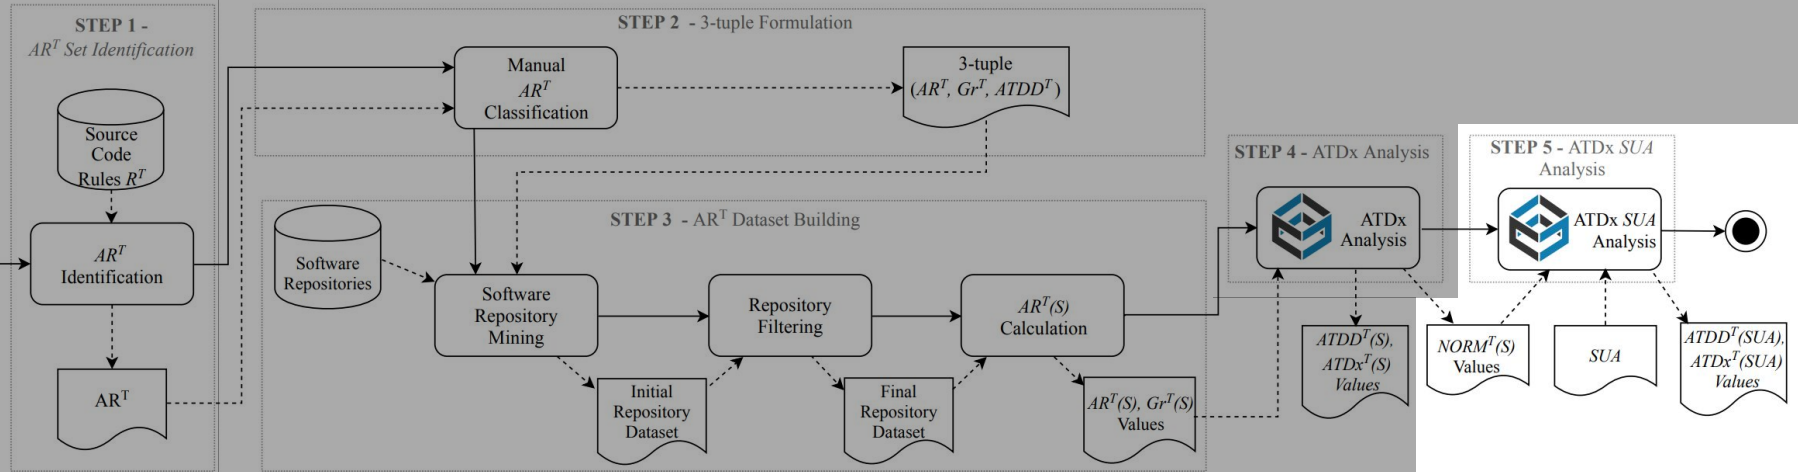 STEP 1 -
AR^T Set Identification
Source
Code
Rules R^T
AR^T
Identification
AR^T
STEP 2 - 3-tuple Formulation
Manual
AR^T
Classification
3-tuple
(AR^T, Gr^T, ATDD^T)
STEP 3 - AR^T Dataset Building
Software
Repositories
Software
Repository
Mining
Repository
Filtering
AR^T(S)
Calculation
Initial
Repository
Dataset
Final
Repository
Dataset
AR^T(S), Gr^T(S)
Values
STEP 4 - ATDx Analysis
ATDx
Analysis
ATDD^T(S),
ATDx^T(S)
Values
STEP 5 - ATDx SUA
Analysis
ATDx SUA
Analysis
NORM^T(S)
Values
SUA
ATDD^T(SUA),
ATDx^T(SUA)
Values